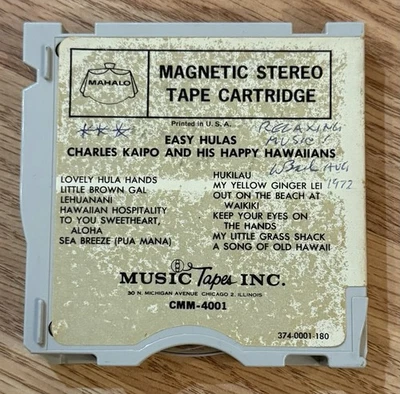 MAHALO
MAGNETIC STEREO
TAPE CARTRIDGE
Printed in U.S.A.
***
RELAXING
MUSIC
EASY HULAS
CHARLES KAIPO AND HIS HAPPY HAWAIIANS
AUG
1972
LOVELY HULA HANDS
LITTLE BROWN GAL
LEHUANANI
HAWAIIAN HOSPITALITY
TO YOU SWEETHEART,
ALOHA
SEA BREEZE (PUA MANA)
HUKILAU
MY YELLOW GINGER LEI
OUT ON THE BEACH AT
WAIKIKI
KEEP YOUR EYES ON
THE HANDS
MY LITTLE GRASS SHACK
A SONG OF OLD HAWAII
MUSIC Tapes INC.
30 N. MICHIGAN AVENUE CHICAGO 2, ILLINOIS
CMM-4001
374-0001-180